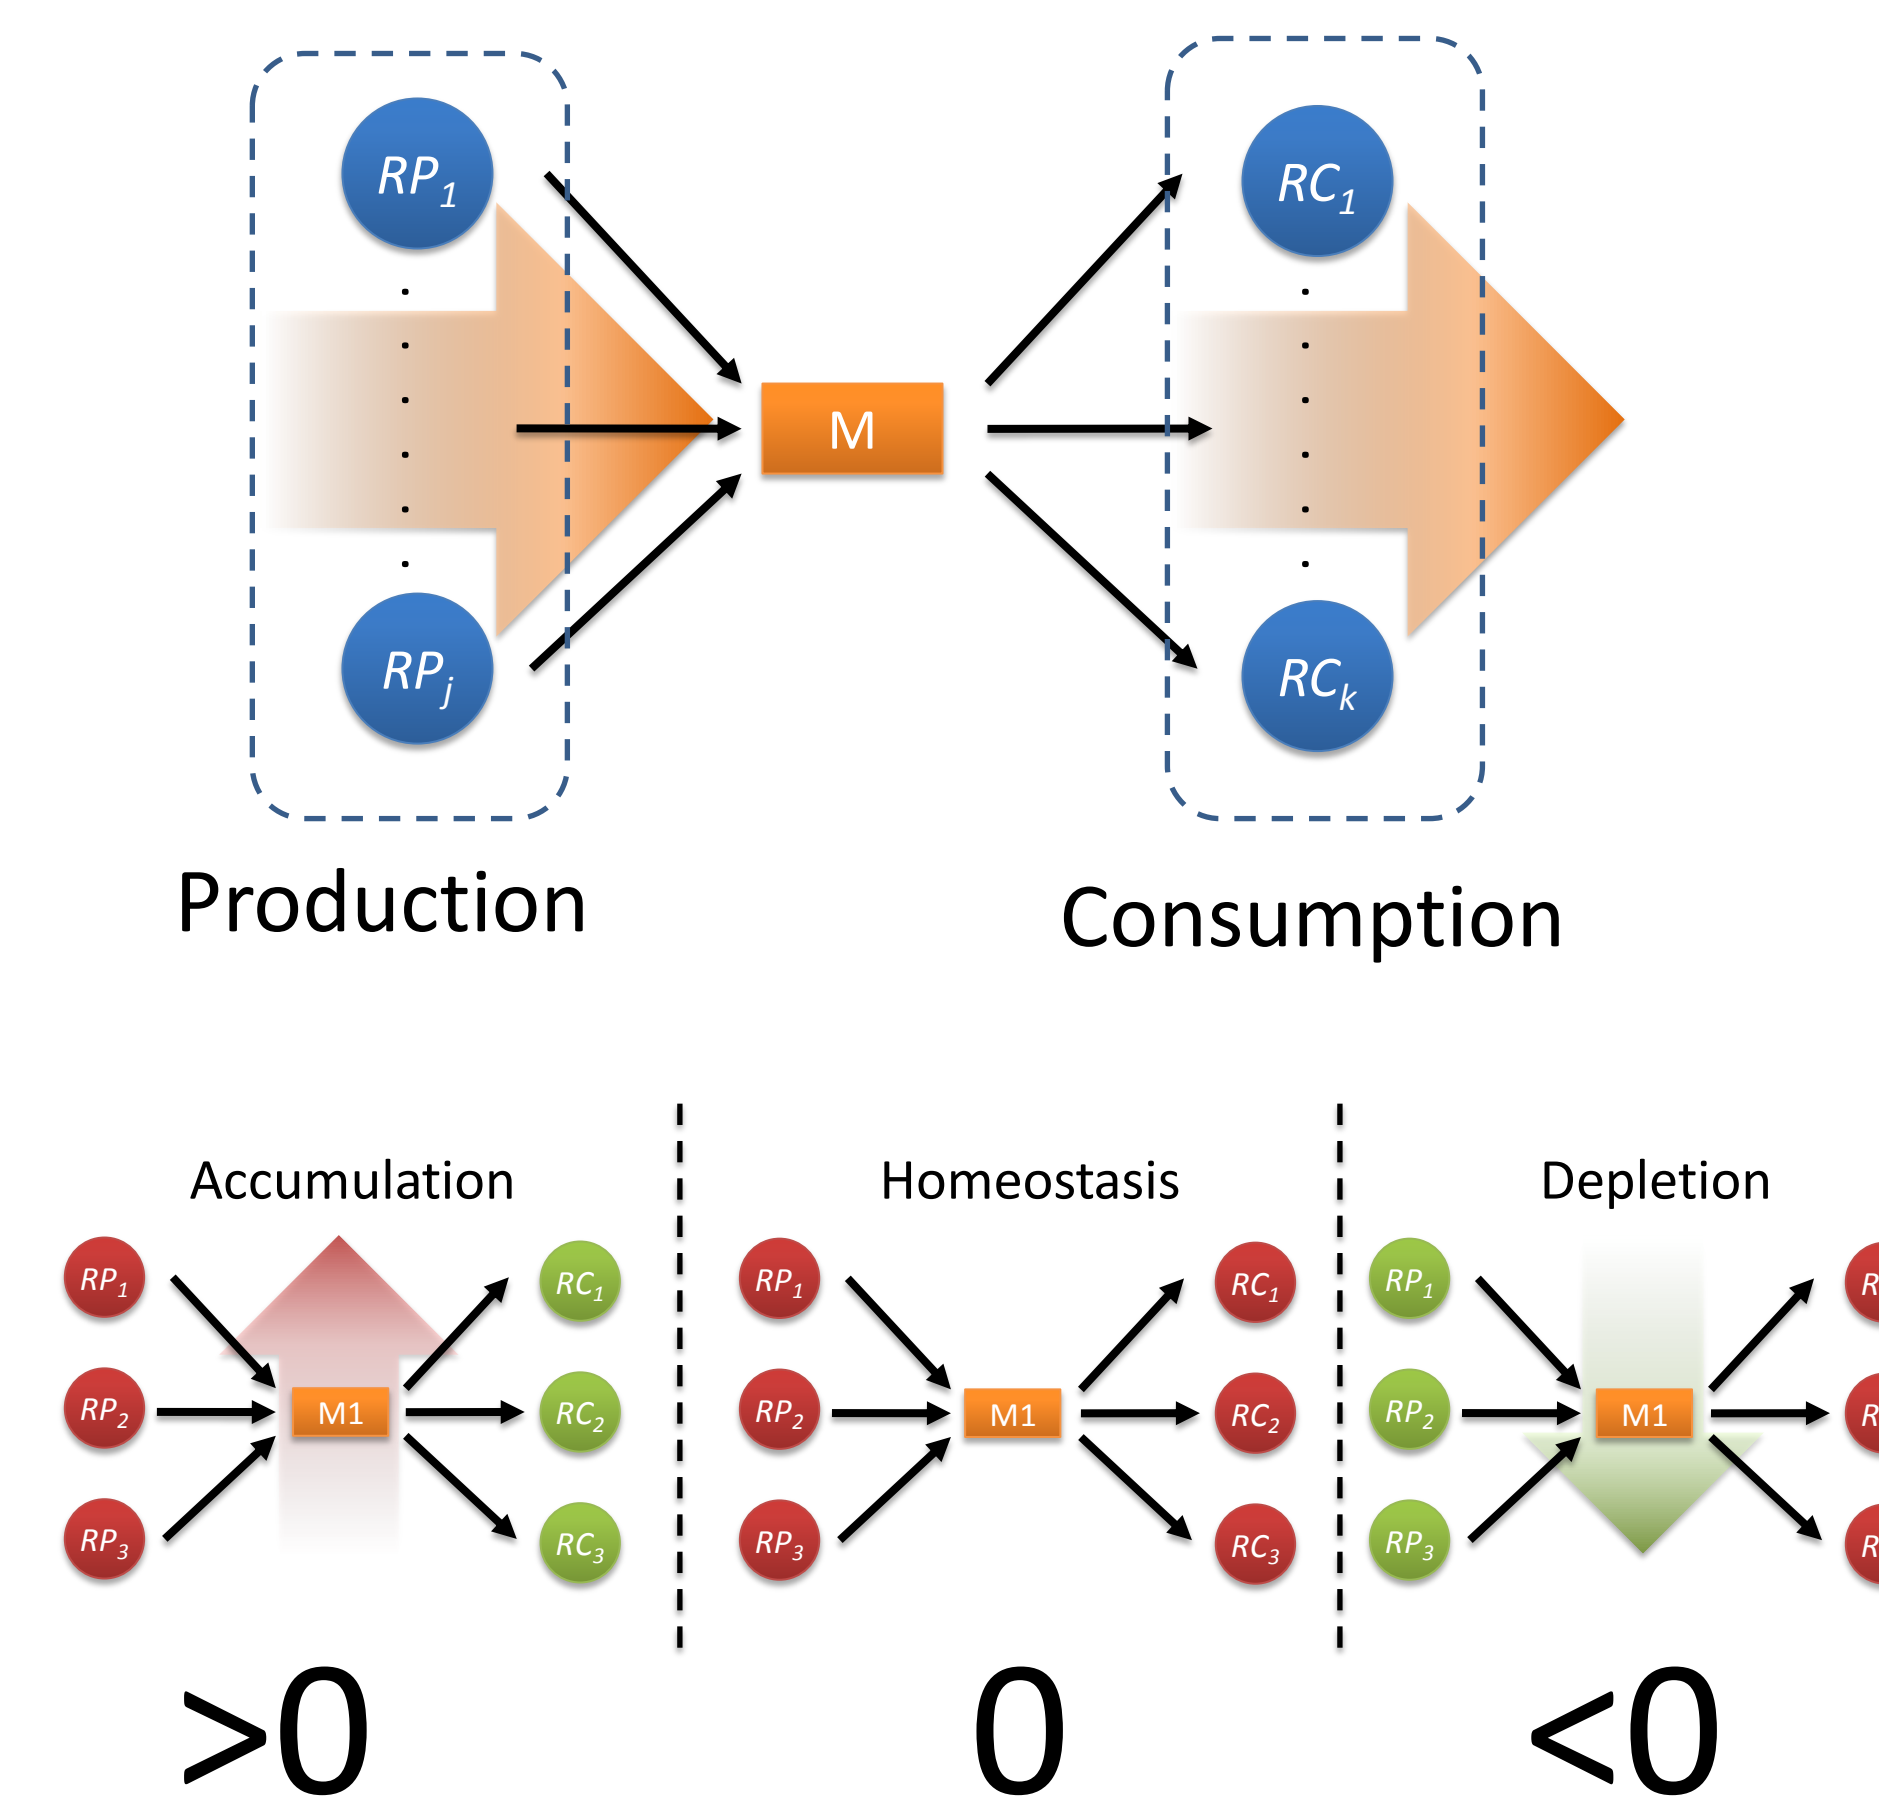 RP1 RC1
M
RPj RCk
Production Consumption
Accumulation Homeostasis Depletion
RP1 RC1 RP1 RC1 RP1 R
RP2 M1 RC2 RP2 M1 RC2 RP2 M1 R
RP3 RC3 RP3 RC3 RP3 R
>0 0 <0